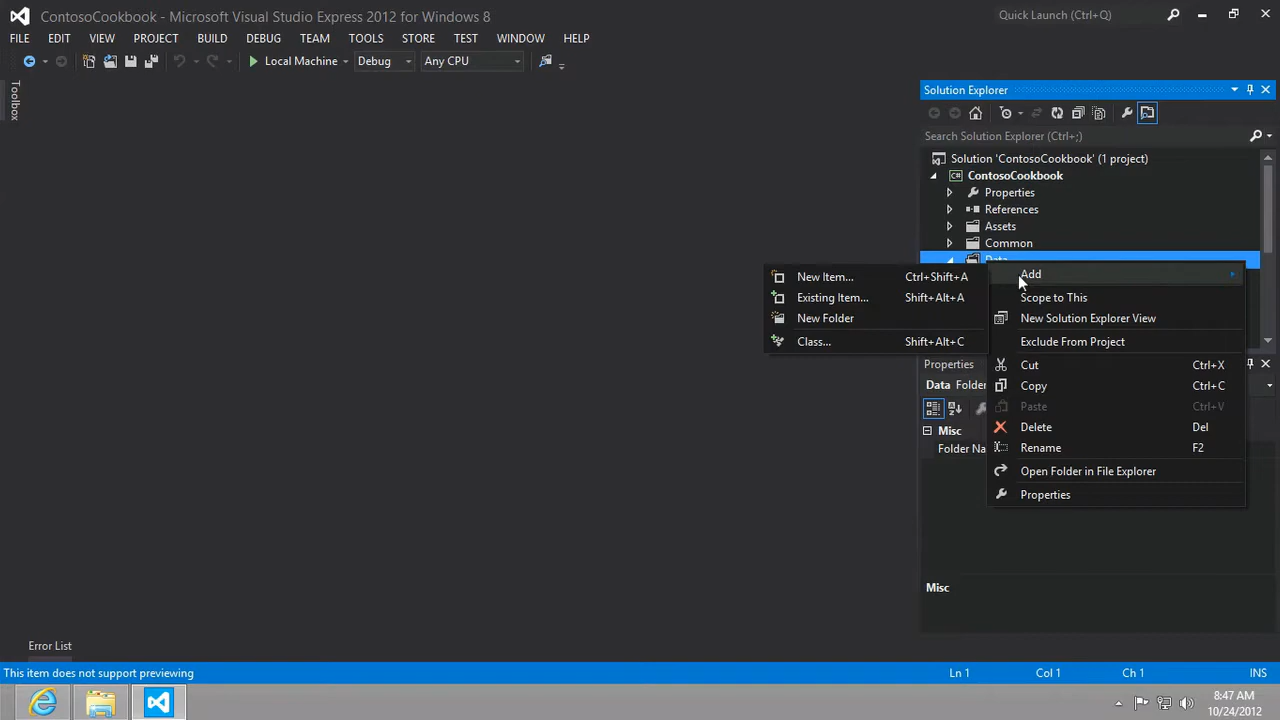 ContosoCookbook - Microsoft Visual Studio Express 2012 for Windows 8
Quick Launch (Ctrl+Q)
FILE EDIT VIEW PROJECT BUILD DEBUG TEAM TOOLS STORE TEST WINDOW HELP
Local Machine Debug Any CPU
Toolbox
Solution Explorer
Search Solution Explorer (Ctrl+;)
Solution 'ContosoCookbook' (1 project)
C# ContosoCookbook
Properties
References
Assets
Common
Data
New Item... Ctrl+Shift+A
Existing Item... Shift+Alt+A
New Folder
Class... Shift+Alt+C
Add
Scope to This
New Solution Explorer View
Exclude From Project
Cut Ctrl+X
Copy Ctrl+C
Paste Ctrl+V
Delete Del
Rename F2
Open Folder in File Explorer
Properties
Properties
Data Folder
Misc
Folder Na
Misc
Error List
This item does not support previewing
Ln 1 Col 1 Ch 1 INS
8:47 AM
10/24/2012